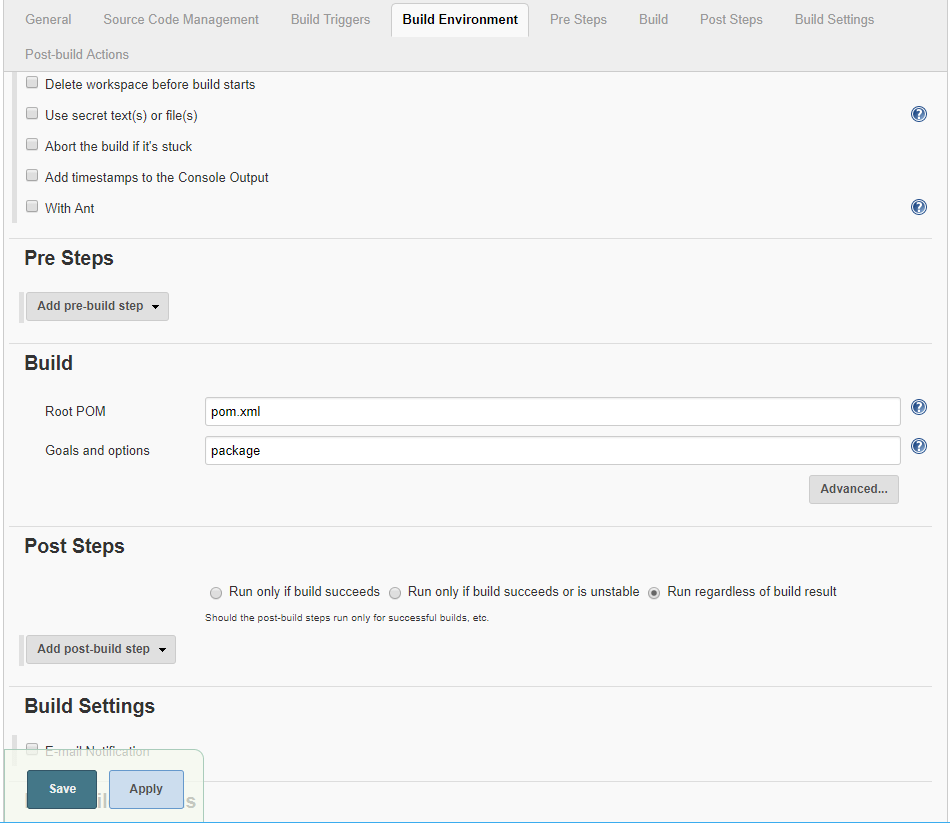 General Source Code Management Build Triggers Build Environment Pre Steps Build Post Steps Build Settings
Post-build Actions
Delete workspace before build starts
Use secret text(s) or file(s)
Abort the build if it's stuck
Add timestamps to the Console Output
With Ant
Pre Steps
Add pre-build step
Build
Root POM pom.xml
Goals and options package
Advanced...
Post Steps
Run only if build succeeds Run only if build succeeds or is unstable Run regardless of build result
Should the post-build steps run only for successful builds, etc.
Add post-build step
Build Settings
E-mail Notification
Save Apply